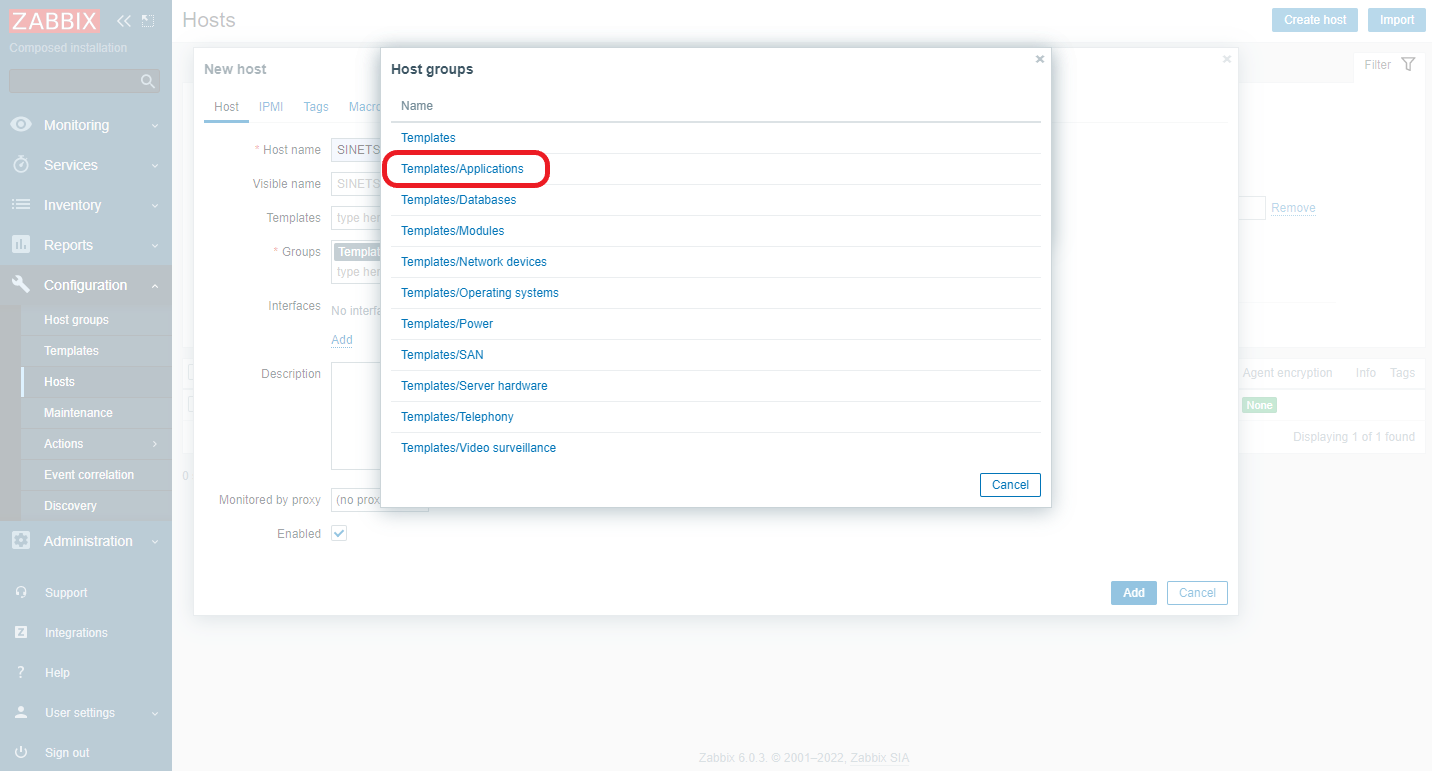 ZABBIX
Composed installation
Monitoring
Services
Inventory
Reports
Configuration
Host groups
Templates
Hosts
Maintenance
Actions
Event correlation
Discovery
Administration
Support
Integrations
Help
User settings
Sign out
Hosts
Create host
Import
Filter
New host
Host
IPMI
Tags
Macro
* Host name
SINETS
Visible name
SINETS
Templates
type her
* Groups
Templat
type her
Interfaces
No interfa
Add
Description
Monitored by proxy
(no prox
Enabled
Add
Cancel
Host groups
Name
Templates
Templates/Applications
Templates/Databases
Templates/Modules
Templates/Network devices
Templates/Operating systems
Templates/Power
Templates/SAN
Templates/Server hardware
Templates/Telephony
Templates/Video surveillance
Cancel
Remove
Agent encryption Info Tags
None
Displaying 1 of 1 found
0
Zabbix 6.0.3. © 2001–2022, Zabbix SIA